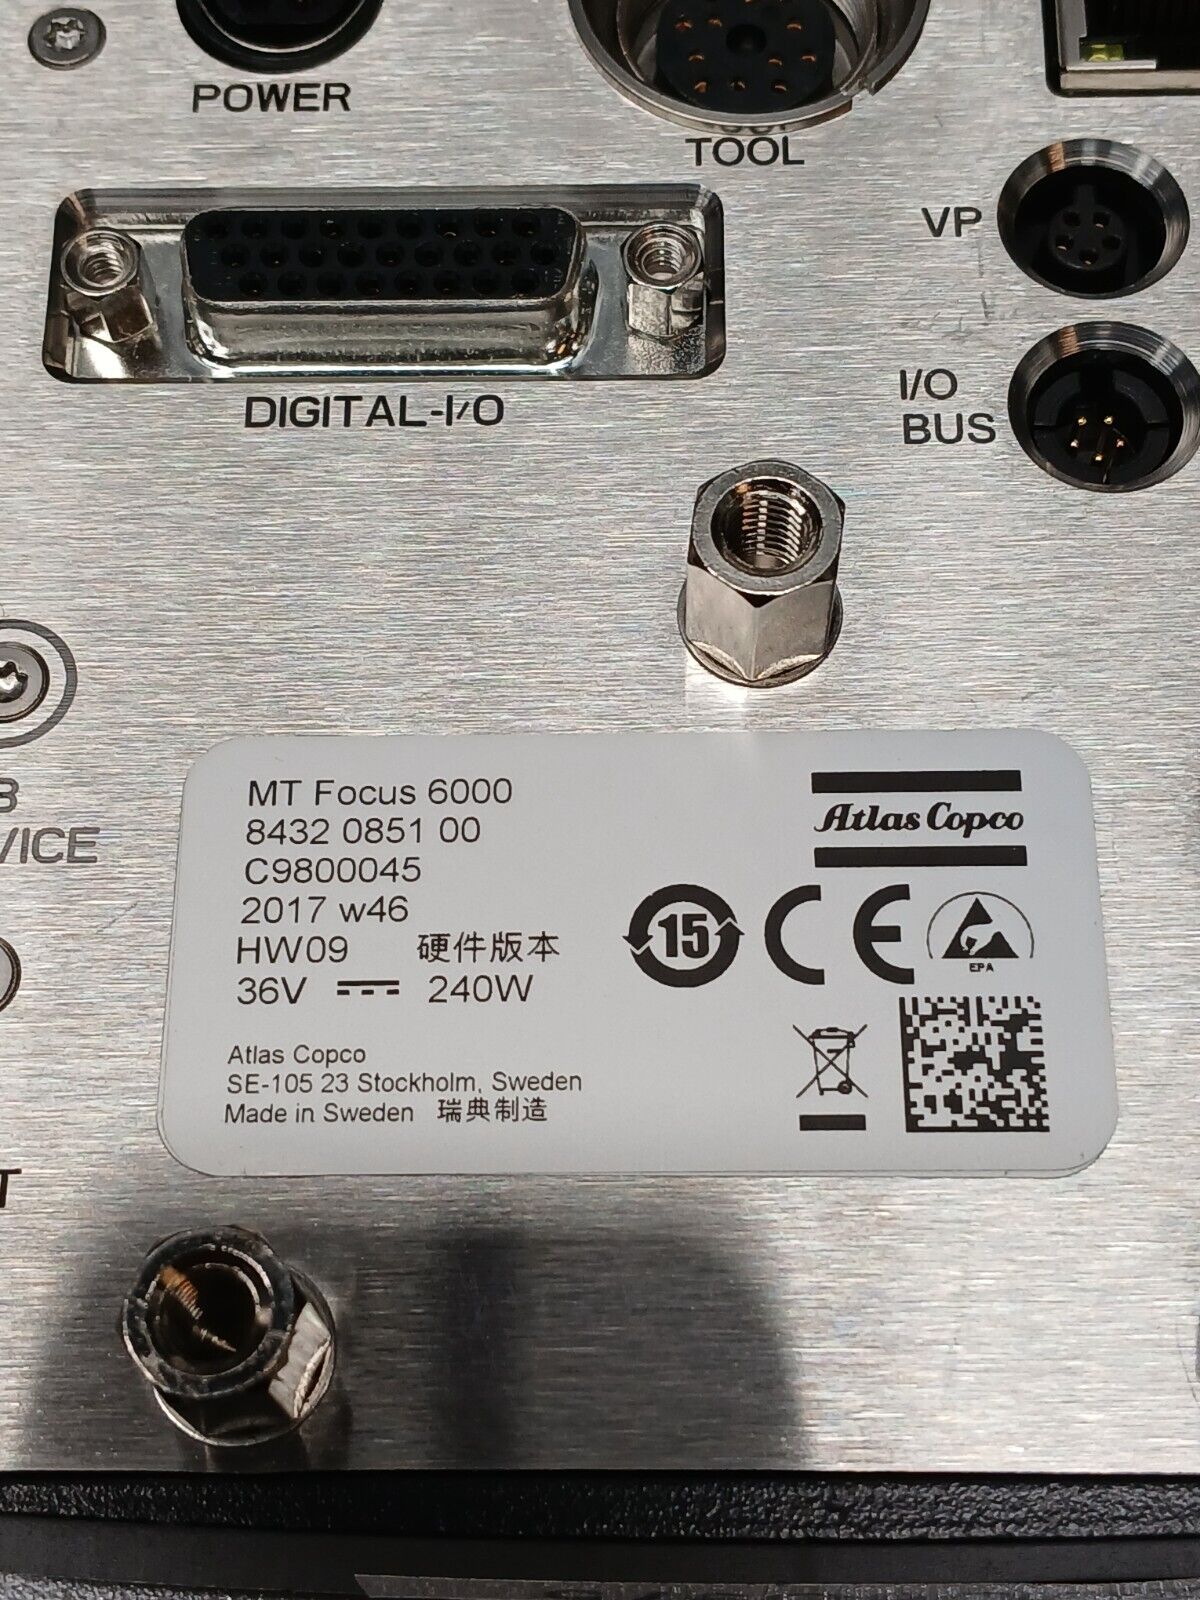 POWER
TOOL
VP
DIGITAL-I/O
I/O
BUS
MT Focus 6000
8432 0851 00
C9800045
2017 w46
HW09 硬件版本
36V 240W
Atlas Copco
15 CE
EPA
Atlas Copco
SE-105 23 Stockholm, Sweden
Made in Sweden 瑞典制造